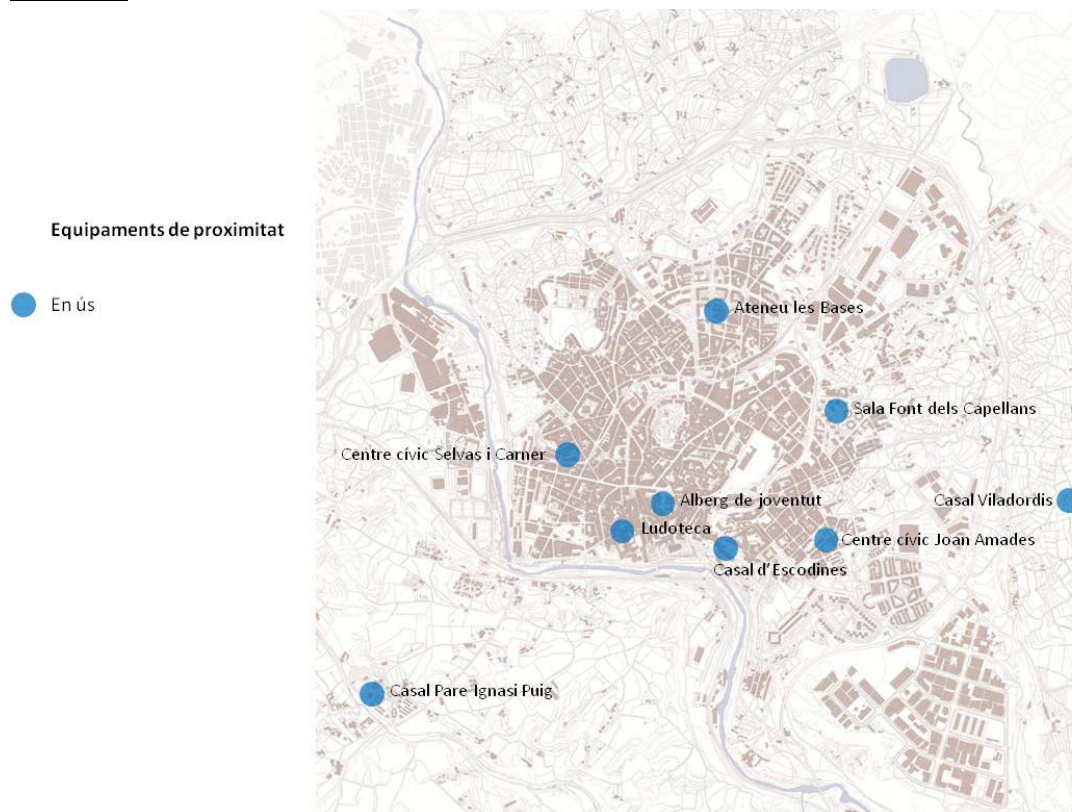 Equipaments de proximitat
En ús
Ateneu les Bases
Sala Font dels Capellans
Centre cívic Selvas i Carner
Alberg de joventut
Casal Viladordis
Ludoteca
Centre cívic Joan Amades
Casal d'Escodines
Casal Pare Ignasi Puig